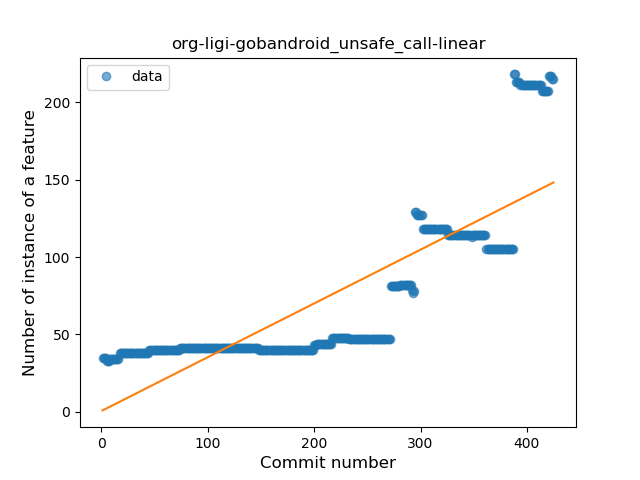 org-ligi-gobandroid_unsafe_call-linear
data
Number of instance of a feature
200
150
100
50
0
0 100 200 300 400
Commit number